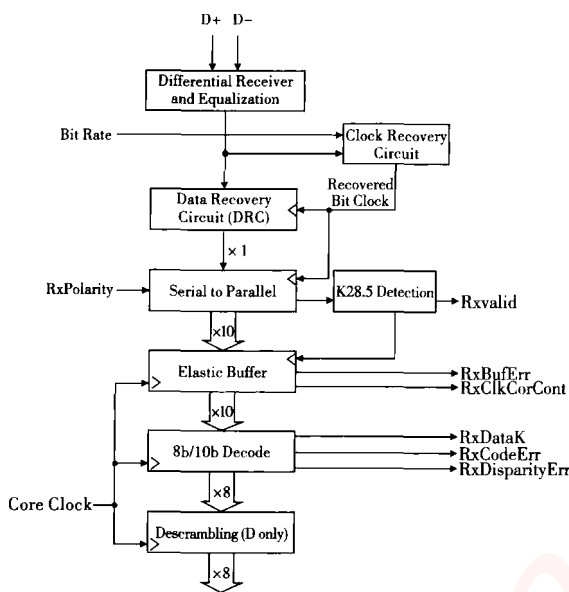 D+ D-
Differential Receiver
and Equalization
Bit Rate
Clock Recovery
Circuit
Recovered
Bit Clock
Data Recovery
Circuit (DRC)
×1
RxPolarity
Serial to Parallel
K28.5 Detection
Rxvalid
×10
Elastic Buffer
RxBufErr
RxClkCorCont
×10
8b/10b Decode
RxDataK
RxCodeErr
RxDisparityErr
×8
Core Clock
Descrambling (D only)
×8